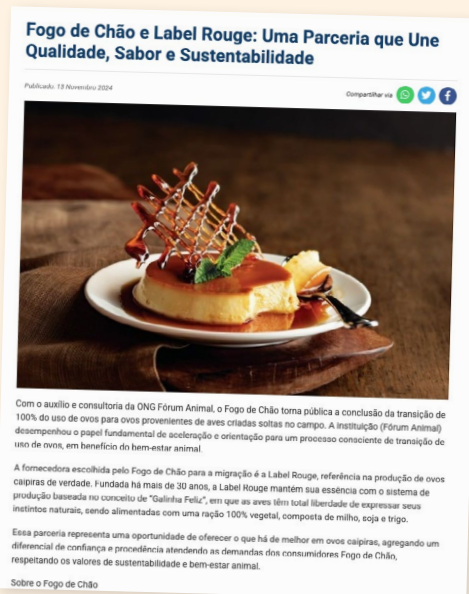 Fogo de Chão e Label Rouge: Uma Parceria que Une
Qualidade, Sabor e Sustentabilidade
Publicado: 13 Novembro 2024
Compartilhar via
Com o auxílio e consultoria da ONG Fórum Animal, o Fogo de Chão torna pública a conclusão da transição de
100% do uso de ovos para ovos provenientes de aves criadas soltas no campo. A instituição (Fórum Animal)
desempenhou o papel fundamental de aceleração e orientação para um processo consciente de transição de
uso de ovos, em benefício do bem-estar animal.
A fornecedora escolhida pelo Fogo de Chão para a migração é a Label Rouge, referência na produção de ovos
caipiras de verdade. Fundada há mais de 30 anos, a Label Rouge mantém sua essência com o sistema de
produção baseada no conceito de "Galinha Feliz", em que as aves têm total liberdade de expressar seus
instintos naturais, sendo alimentadas com uma ração 100% vegetal, composta de milho, soja e trigo.
Essa parceria representa uma oportunidade de oferecer o que há de melhor em ovos caipiras, agregando um
diferencial de confiança e procedência atendendo as demandas dos consumidores Fogo de Chão,
respeitando os valores de sustentabilidade e bem-estar animal.
Sobre o Fogo de Chão